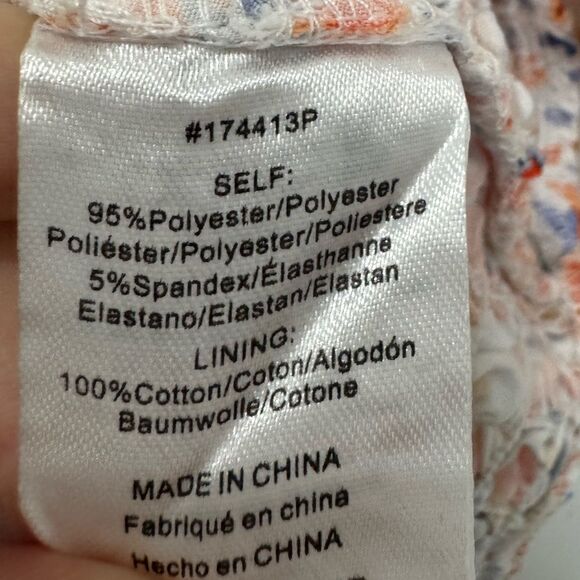 #174413P
SELF:
95%Polyester/Polyester
Poliéster/Polyester/Poliestere
5%Spandex/Élasthanne
Elastano/Elastan/Elastan
LINING:
100%Cotton/Coton/Algodón
Baumwolle/Cotone
MADE IN CHINA
Fabriqué en china
Hecho en CHINA